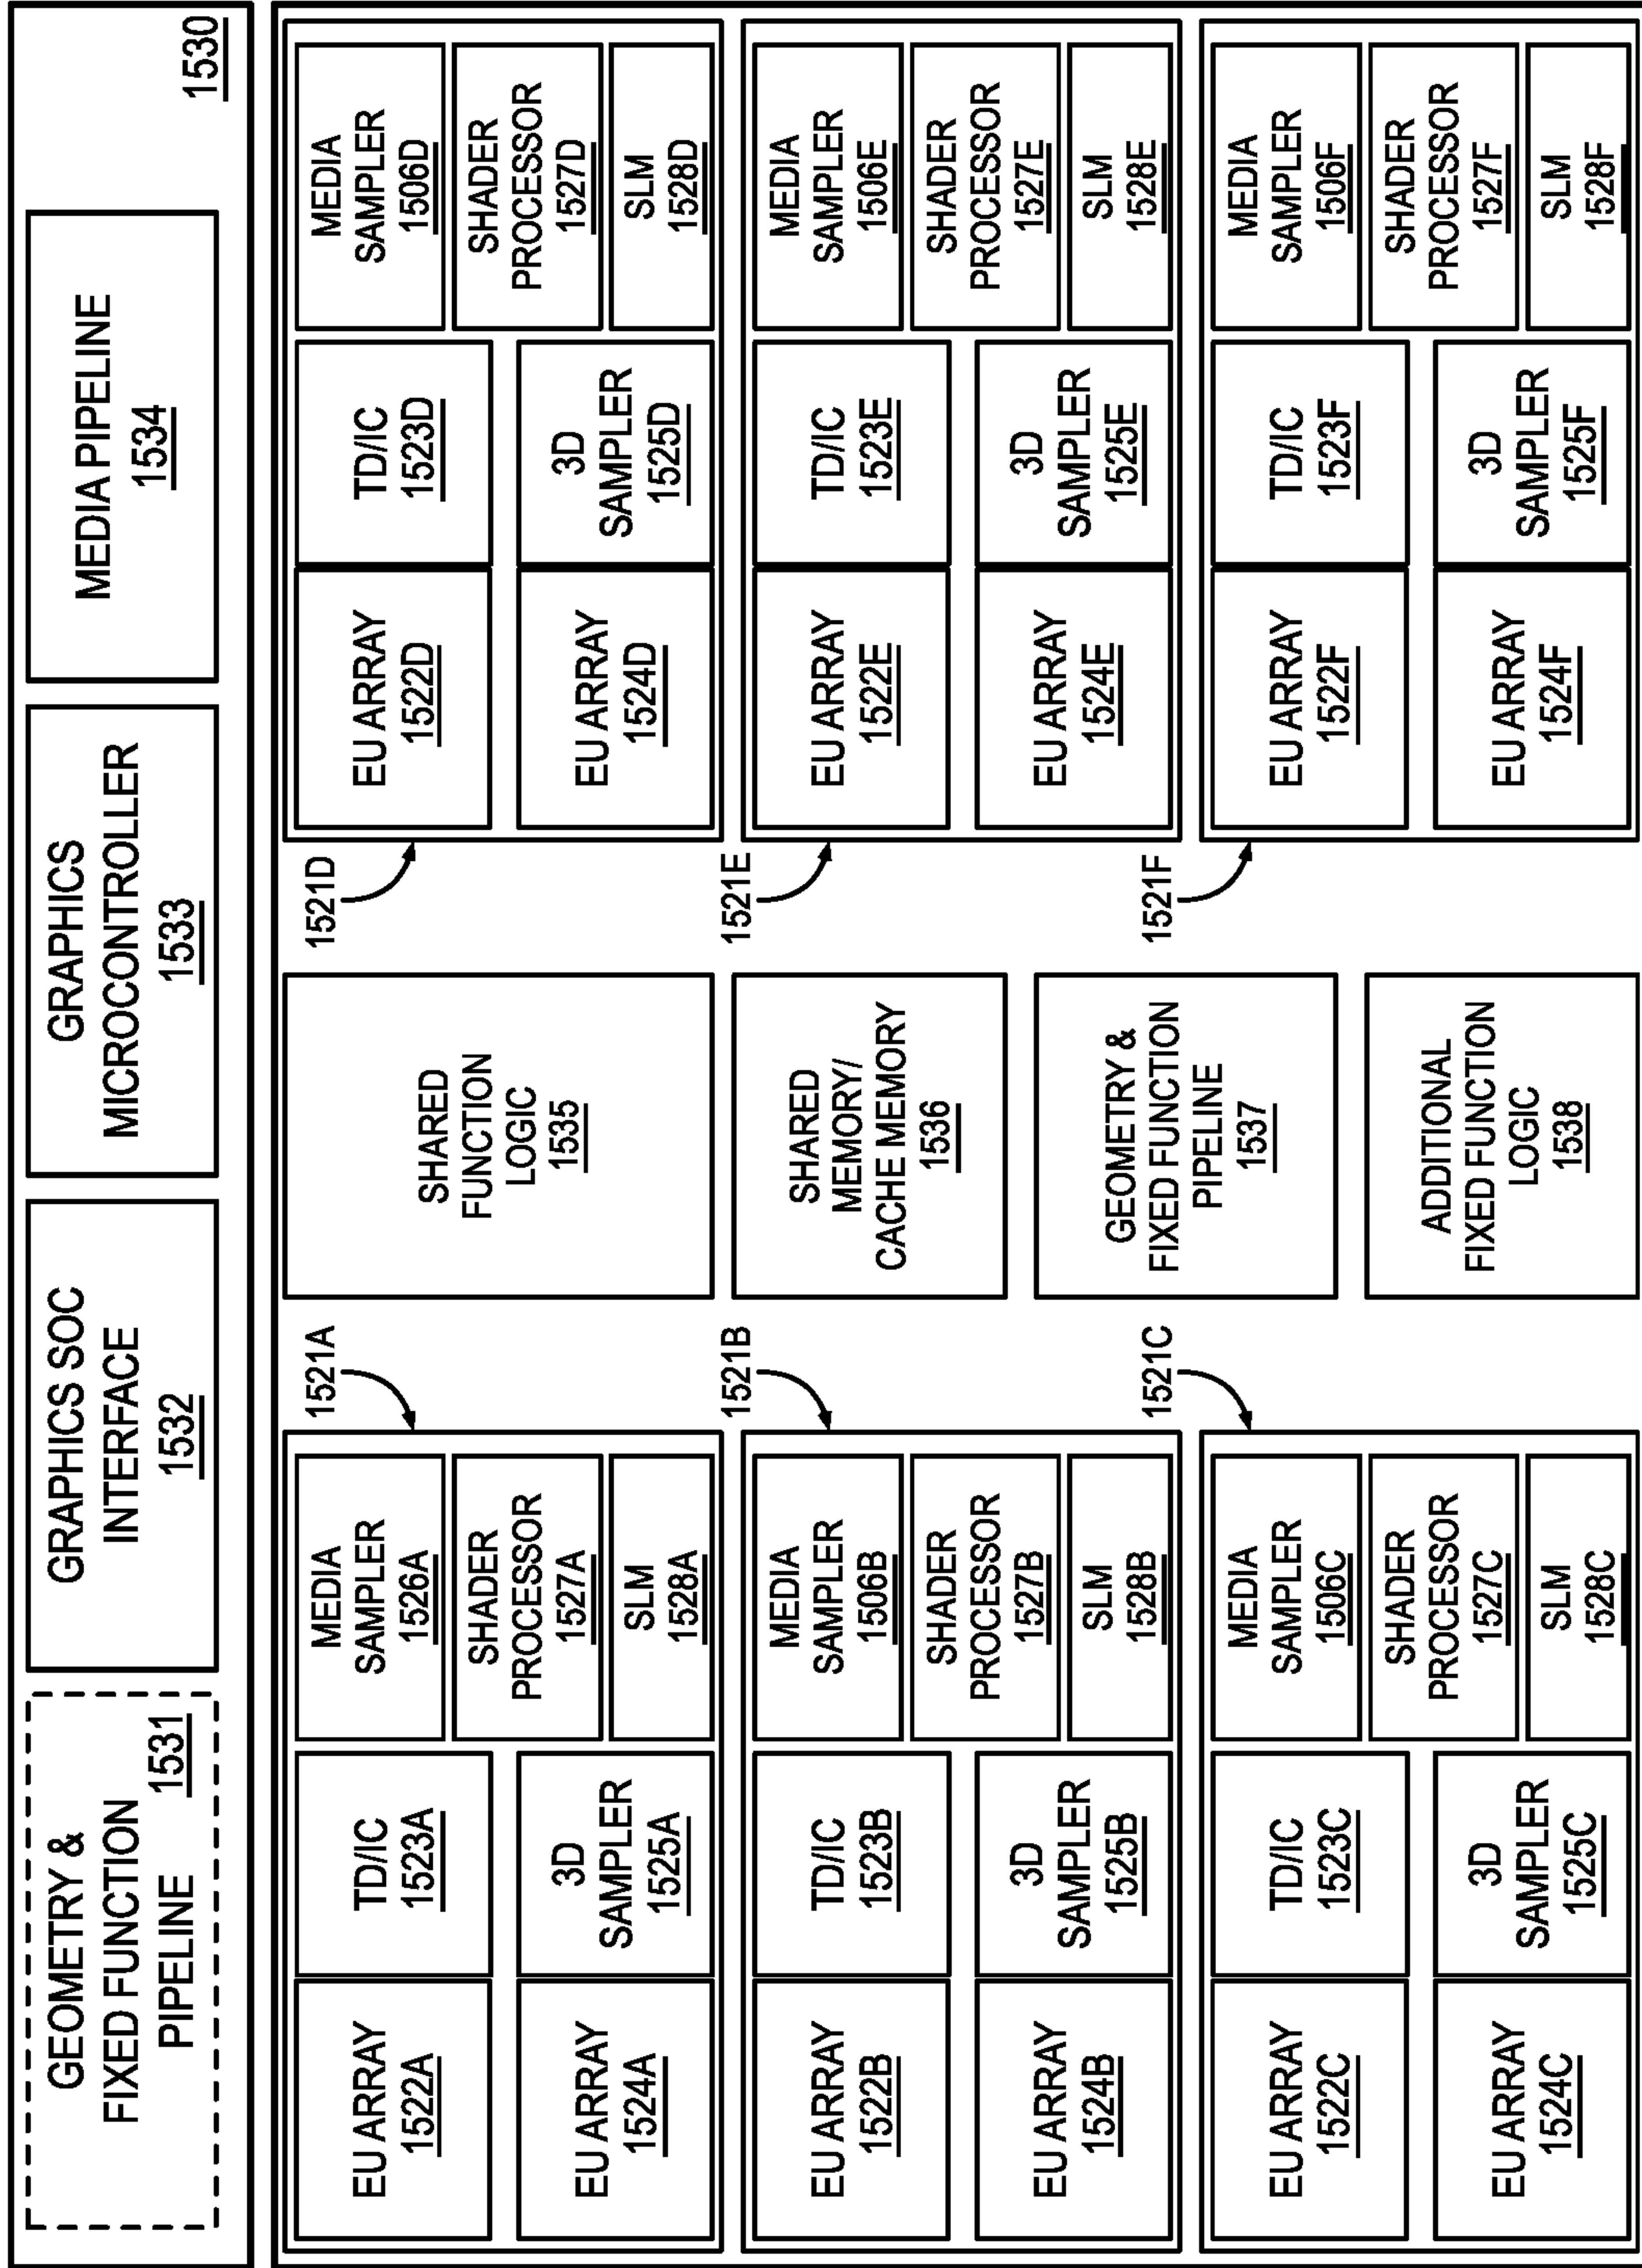 GEOMETRY &
FIXED FUNCTION
PIPELINE
1531
GRAPHICS SOC
INTERFACE
1532
GRAPHICS
MICROCONTROLLER
1533
MEDIA PIPELINE
1534
1530
EU ARRAY
1522A
TD/IC
1523A
MEDIA
SAMPLER
1526A
SHADER
PROCESSOR
1527A
EU ARRAY
1524A
3D
SAMPLER
1525A
SLM
1528A
1521A
SHARED
FUNCTION
LOGIC
1535
1521D
EU ARRAY
1522D
TD/IC
1523D
MEDIA
SAMPLER
1506D
SHADER
PROCESSOR
1527D
EU ARRAY
1524D
3D
SAMPLER
1525D
SLM
1528D
EU ARRAY
1522B
TD/IC
1523B
MEDIA
SAMPLER
1506B
SHADER
PROCESSOR
1527B
EU ARRAY
1524B
3D
SAMPLER
1525B
SLM
1528B
1521B
SHARED
MEMORY/
CACHE MEMORY
1536
1521E
EU ARRAY
1522E
TD/IC
1523E
MEDIA
SAMPLER
1506E
SHADER
PROCESSOR
1527E
EU ARRAY
1524E
3D
SAMPLER
1525E
SLM
1528E
GEOMETRY &
FIXED FUNCTION
PIPELINE
1537
EU ARRAY
1522C
TD/IC
1523C
MEDIA
SAMPLER
1506C
SHADER
PROCESSOR
1527C
EU ARRAY
1524C
3D
SAMPLER
1525C
SLM
1528C
1521C
ADDITIONAL
FIXED FUNCTION
LOGIC
1538
1521F
EU ARRAY
1522F
TD/IC
1523F
MEDIA
SAMPLER
1506F
SHADER
PROCESSOR
1527F
EU ARRAY
1524F
3D
SAMPLER
1525F
SLM
1528F